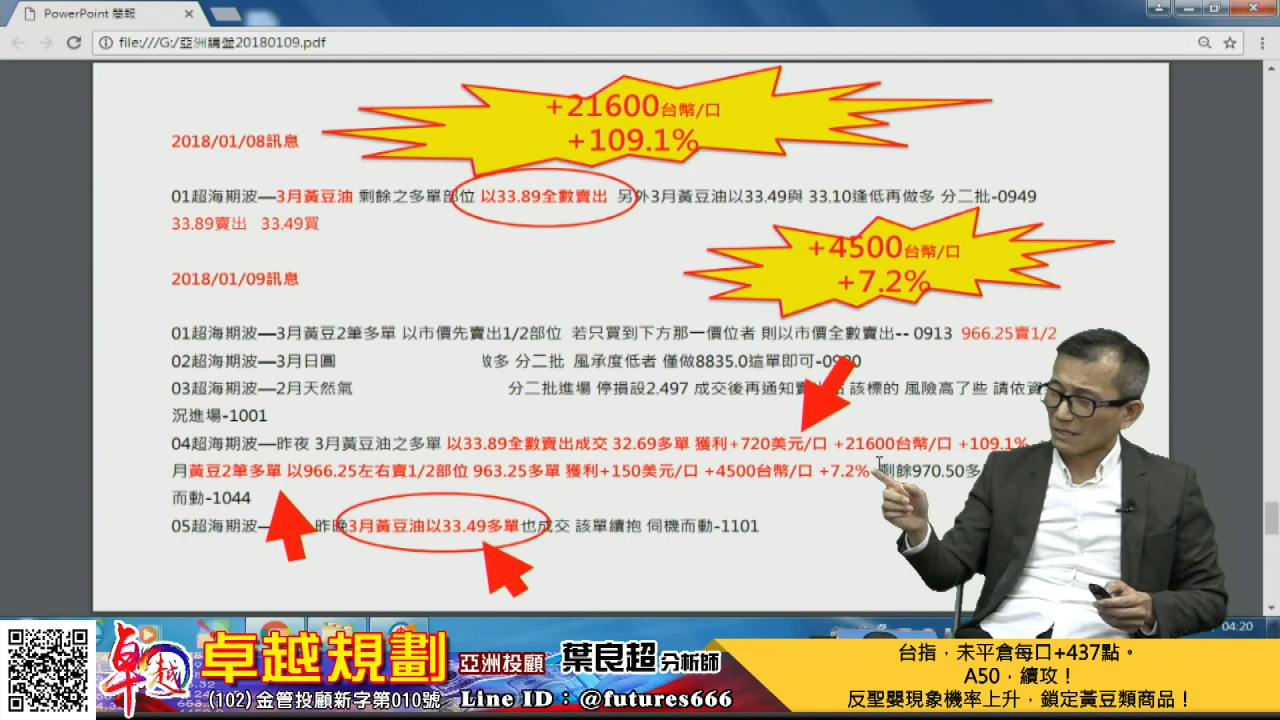 PowerPoint 簡報
file:///G:/亞洲講盤20180109.pdf
+21600台幣/口
+109.1%
2018/01/08訊息
01超海期波—3月黃豆油 剩餘之多單部位 以33.89全數賣出 另外3月黃豆油以33.49與 33.10逢低再做多 分二批-0949
33.89賣出 33.49買
+4500台幣/口
+7.2%
2018/01/09訊息
01超海期波—3月黃豆2筆多單 以市價先賣出1/2部位 若只買到下方那一價位者 則以市價全數賣出-- 0913 966.25賣1/2
02超海期波—3月日圓 做多 分二批 風承度低者 僅做8835.0這單即可
03超海期波—2月天然氣 分二批進場 停損設2.497 成交後再通知賣出 該標的 風險高了些 請依資
況進場-1001
04超海期波—昨夜 3月黃豆油之多單 以33.89全數賣出成交 32.69多單 獲利+720美元/口 +21600台幣/口 +109.1%
月黃豆2筆多單 以966.25左右賣1/2部位 963.25多單 獲利+150美元/口 +4500台幣/口 +7.2% 剩餘970.50多
而動-1044
05超海期波— 昨晚3月黃豆油以33.49多單也成交 該單續抱 伺機而動-1101
04:20
卓越
卓越規劃 亞洲投顧 葉良超分析師
(102)金管投顧新字第010號 Line ID：@futures666
台指，未平倉每口+437點。
A50，續攻！
反聖嬰現象機率上升，鎖定黃豆類商品！